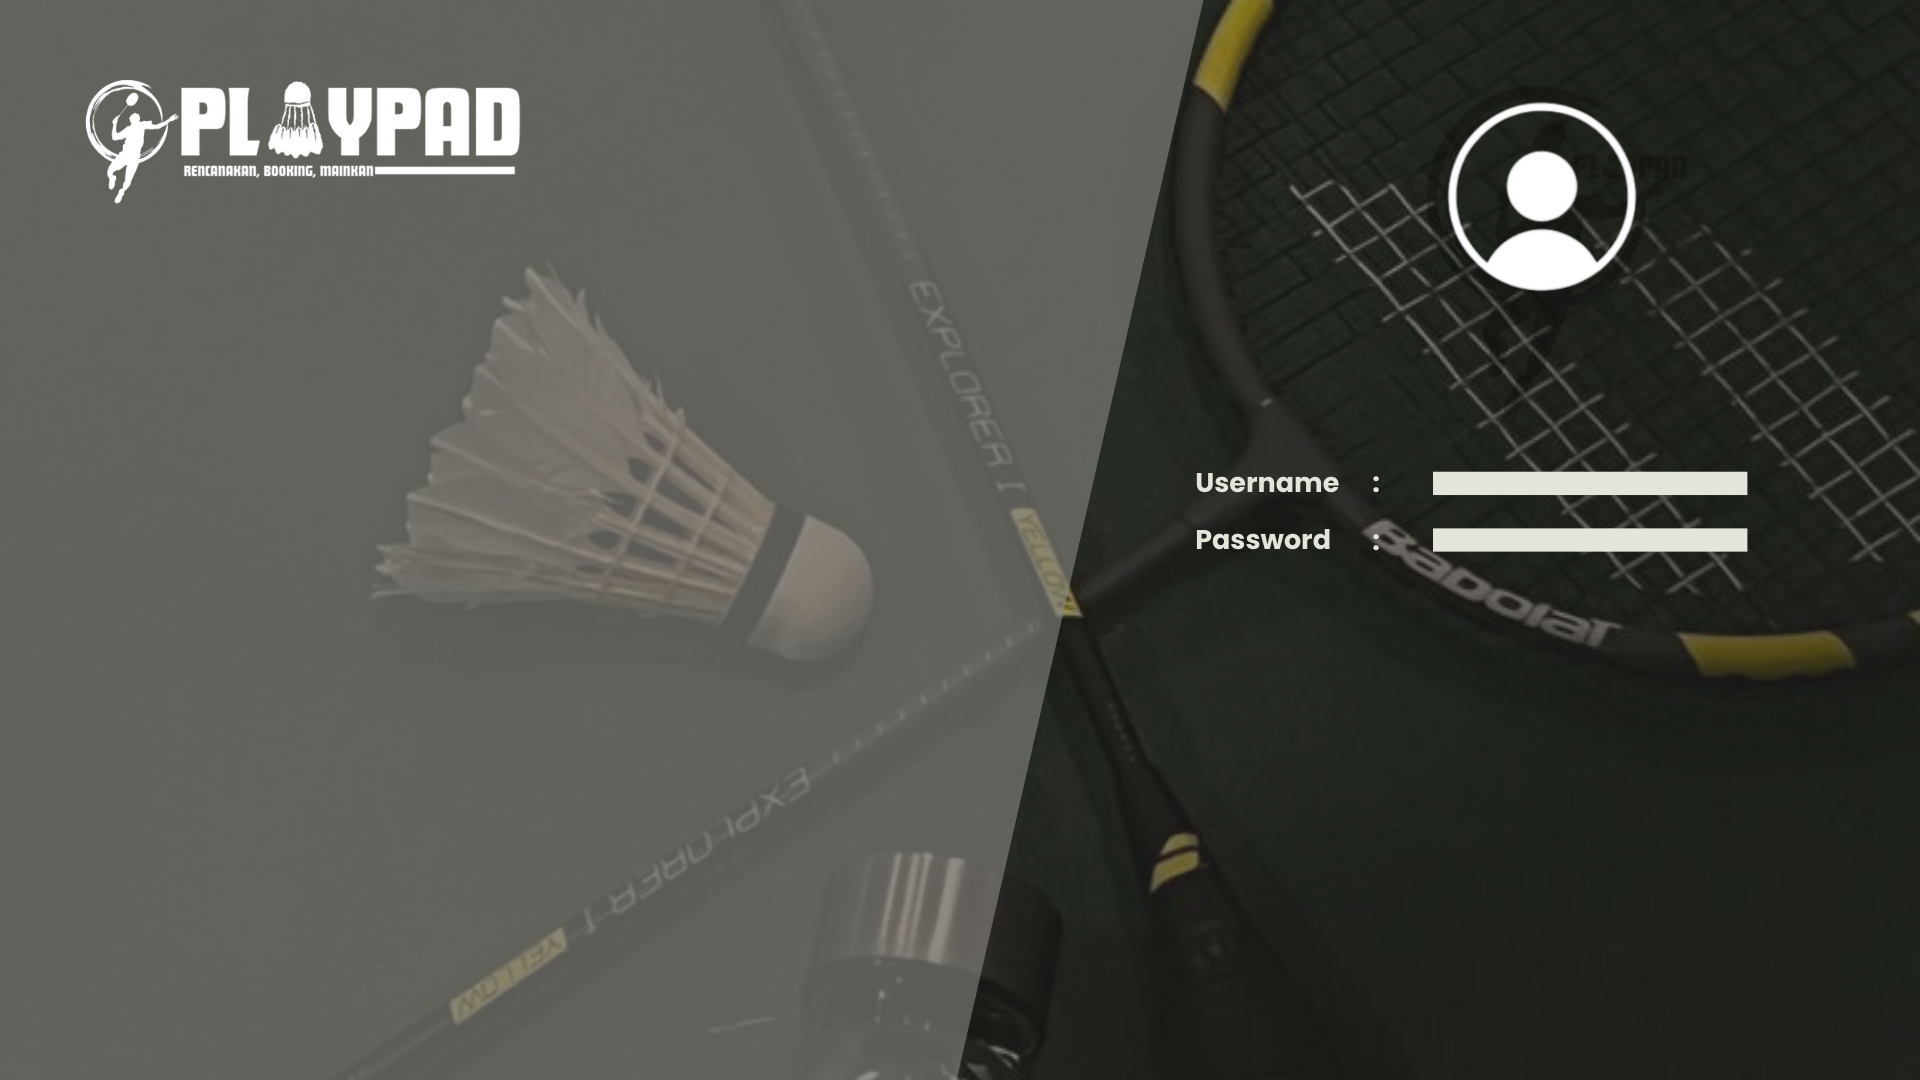 PLAYPAD
RENCANAKAN, BOOKING, MAINKAN
EXPLORER I
YELLOW
Username :
Password :
Babolat
EXPLORER I
YELLOW